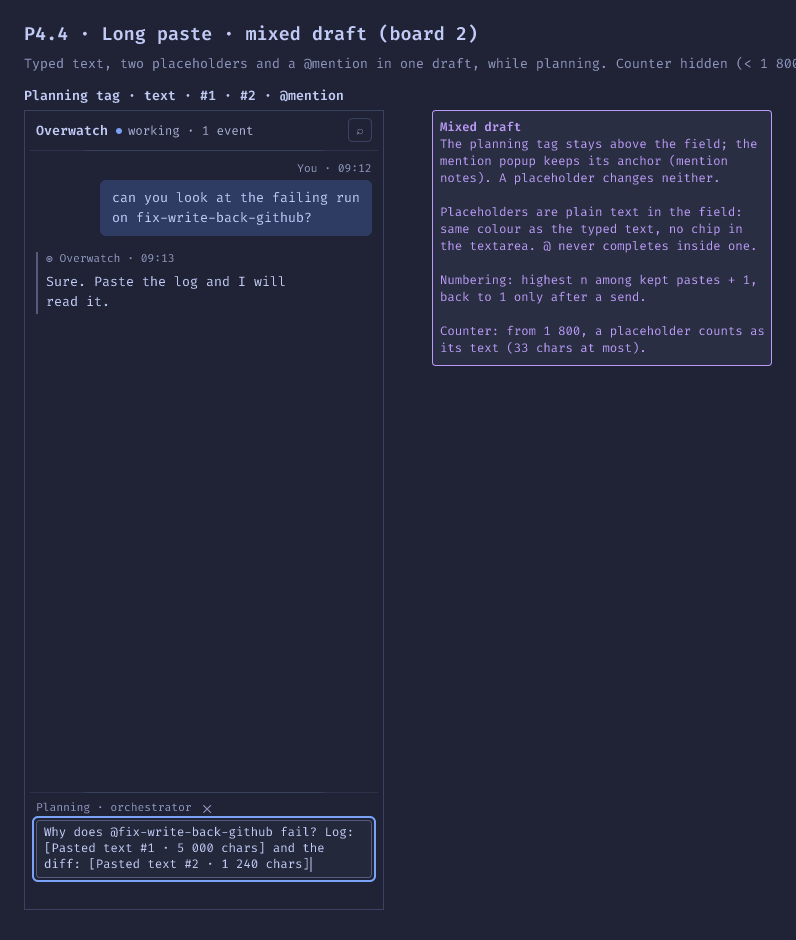 P4.4 · Long paste · mixed draft (board 2)
Typed text, two placeholders and a @mention in one draft, while planning. Counter hidden (< 1 800
Planning tag · text · #1 · #2 · @mention
Overwatch ● working · 1 event
You · 09:12
can you look at the failing run
on fix-write-back-github?
Overwatch · 09:13
Sure. Paste the log and I will
read it.
Planning · orchestrator ×
Why does @fix-write-back-github fail? Log:
[Pasted text #1 · 5 000 chars] and the
diff: [Pasted text #2 · 1 240 chars]
Mixed draft
The planning tag stays above the field; the
mention popup keeps its anchor (mention
notes). A placeholder changes neither.
Placeholders are plain text in the field:
same colour as the typed text, no chip in
the textarea. @ never completes inside one.
Numbering: highest n among kept pastes + 1,
back to 1 only after a send.
Counter: from 1 800, a placeholder counts as
its text (33 chars at most).